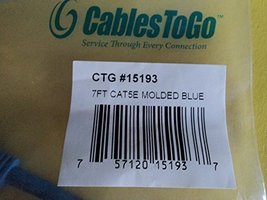 CablesToGo
Service Through Every Connection
CTG #15193
7FT CAT5E MOLDED BLUE
7 57120 15193 7